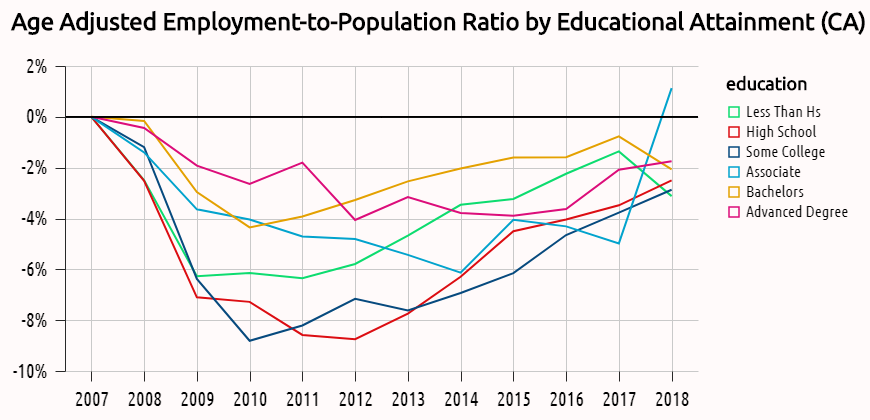 Age Adjusted Employment-to-Population Ratio by Educational Attainment (CA)
2%
0%
-2%
-4%
-6%
-8%
-10%
2007 2008 2009 2010 2011 2012 2013 2014 2015 2016 2017 2018
education
Less Than Hs
High School
Some College
Associate
Bachelors
Advanced Degree